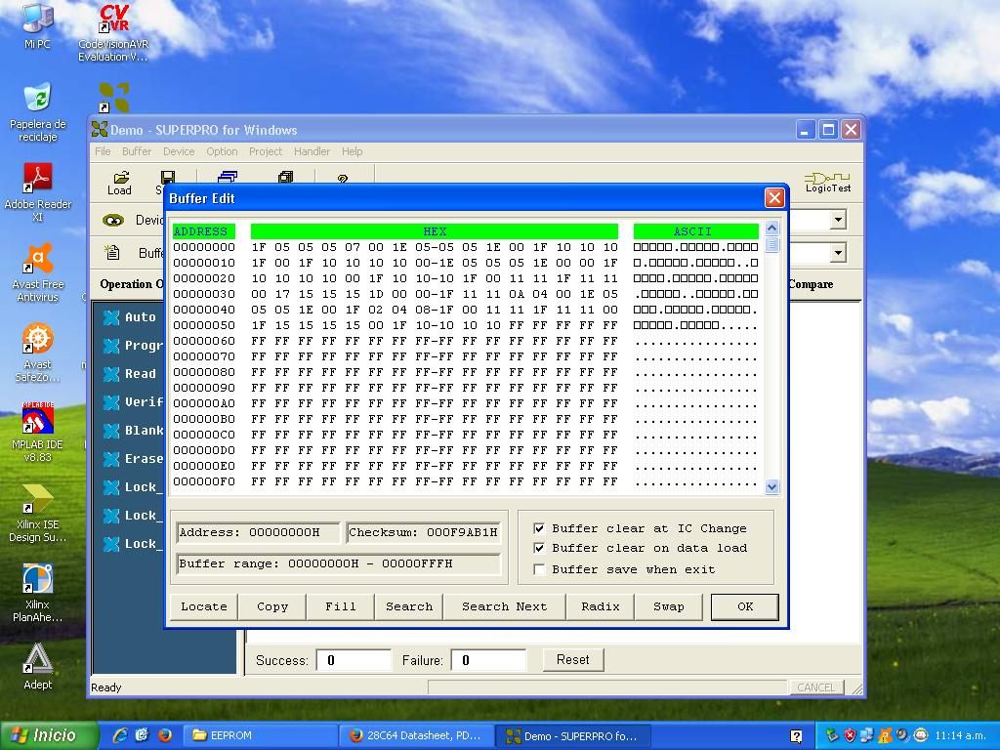 Mi PC
CV
AVR
CodeVisionAVR
Evaluation V...
Papelera de
reciclaje
Adobe Reader
XI
Avast Free
Antivirus
Avast
SafeZo...
MPLAB IDE
MPLAB IDE
v8.83
Xilinx ISE
Design Su...
Xilinx
PlanAhe...
Adept
Demo - SUPERPRO for Windows
File Buffer Device Option Project Handler Help
Load S ?
LogicTest
Devic
Buffe
Operation O
Compare
Auto
Progr
Read
Verif
Blank
Erase
Lock_
Lock_
Lock_
Buffer Edit
ADDRESS HEX ASCII
00000000 1F 05 05 05 07 00 1E 05-05 05 1E 00 1F 10 10 10 □□□□□.□□□□□.□□□□
00000010 1F 00 1F 10 10 10 10 00-1E 05 05 05 1E 00 00 1F □.□□□□□.□□□□□..□
00000020 10 10 10 10 00 1F 10 10-10 1F 00 11 11 1F 11 11 □□□□.□□□□□.□□□□□
00000030 00 17 15 15 15 1D 00 00-1F 11 11 0A 04 00 1E 05 .□□□□□..□□□□□.□□
00000040 05 05 1E 00 1F 02 04 08-1F 00 11 11 1F 11 11 00 □□□.□□□□□.□□□□□.
00000050 1F 15 15 15 15 00 1F 10-10 10 10 FF FF FF FF FF □□□□□.□□□□□.....
00000060 FF FF FF FF FF FF FF FF-FF FF FF FF FF FF FF FF ................
00000070 FF FF FF FF FF FF FF FF-FF FF FF FF FF FF FF FF ................
00000080 FF FF FF FF FF FF FF FF-FF FF FF FF FF FF FF FF ................
00000090 FF FF FF FF FF FF FF FF-FF FF FF FF FF FF FF FF ................
000000A0 FF FF FF FF FF FF FF FF-FF FF FF FF FF FF FF FF ................
000000B0 FF FF FF FF FF FF FF FF-FF FF FF FF FF FF FF FF ................
000000C0 FF FF FF FF FF FF FF FF-FF FF FF FF FF FF FF FF ................
000000D0 FF FF FF FF FF FF FF FF-FF FF FF FF FF FF FF FF ................
000000E0 FF FF FF FF FF FF FF FF-FF FF FF FF FF FF FF FF ................
000000F0 FF FF FF FF FF FF FF FF-FF FF FF FF FF FF FF FF ................
Address: 00000000H Checksum: 000F9AB1H
Buffer range: 00000000H - 00000FFFH
Buffer clear at IC Change
Buffer clear on data load
Buffer save when exit
Locate Copy Fill Search Search Next Radix Swap OK
Success: 0 Failure: 0 Reset
Ready CANCEL
Inicio EEPROM 28C64 Datasheet, PD... Demo - SUPERPRO fo... ? 11:14 a.m.